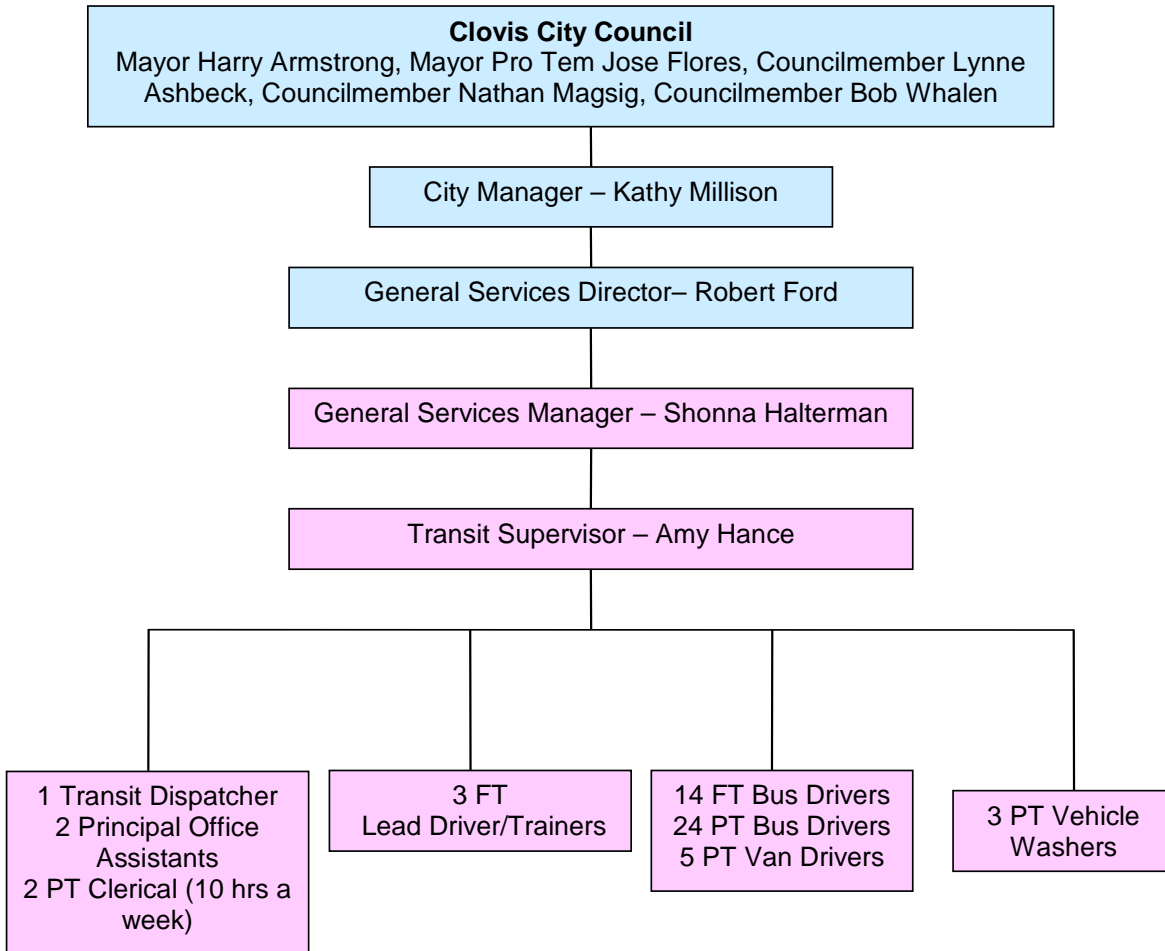 Clovis City Council
Mayor Harry Armstrong, Mayor Pro Tem Jose Flores, Councilmember Lynne
Ashbeck, Councilmember Nathan Magsig, Councilmember Bob Whalen
City Manager – Kathy Millison
General Services Director– Robert Ford
General Services Manager – Shonna Halterman
Transit Supervisor – Amy Hance
1 Transit Dispatcher
2 Principal Office
Assistants
2 PT Clerical (10 hrs a
week)
3 FT
Lead Driver/Trainers
14 FT Bus Drivers
24 PT Bus Drivers
5 PT Van Drivers
3 PT Vehicle
Washers